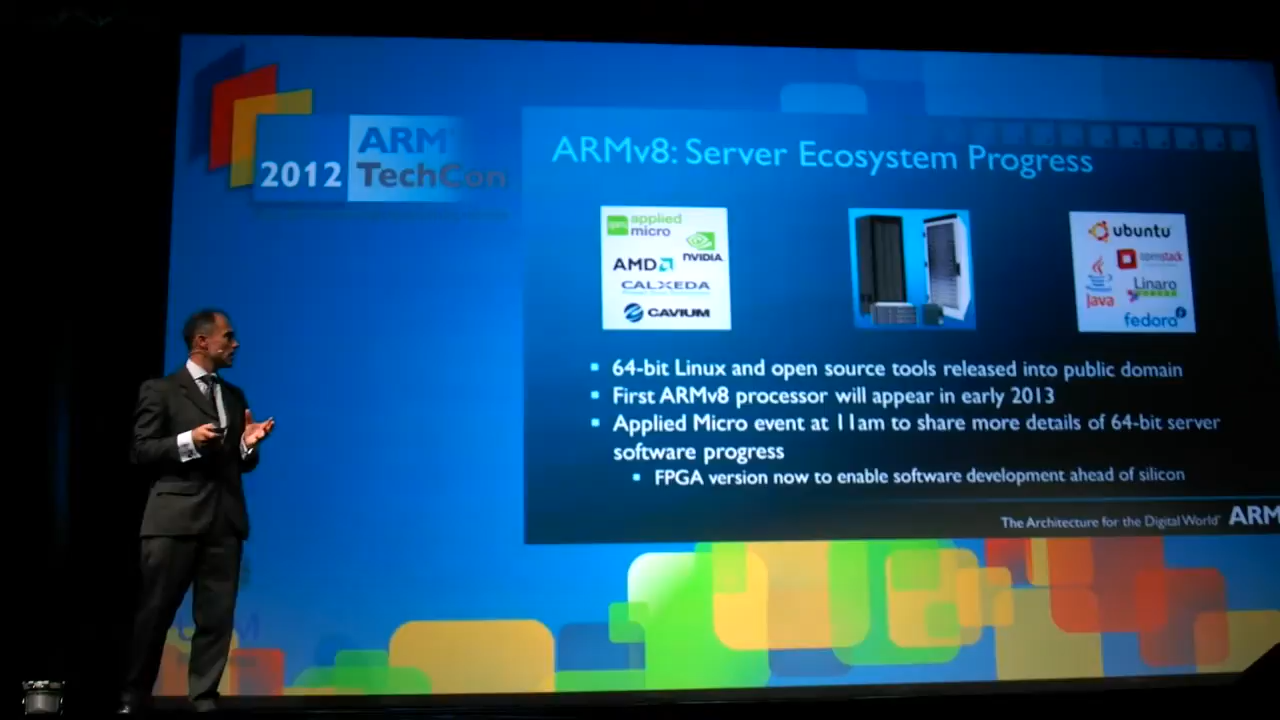 ARM
2012 TechCon
ARMv8: Server Ecosystem Progress
applied
micro
NVIDIA
AMD
CALXEDA
CAVIUM
ubuntu
openstack
Java
Linaro
fedora
64-bit Linux and open source tools released into public domain
First ARMv8 processor will appear in early 2013
Applied Micro event at 11am to share more details of 64-bit server
software progress
FPGA version now to enable software development ahead of silicon
The Architecture for the Digital World ARM